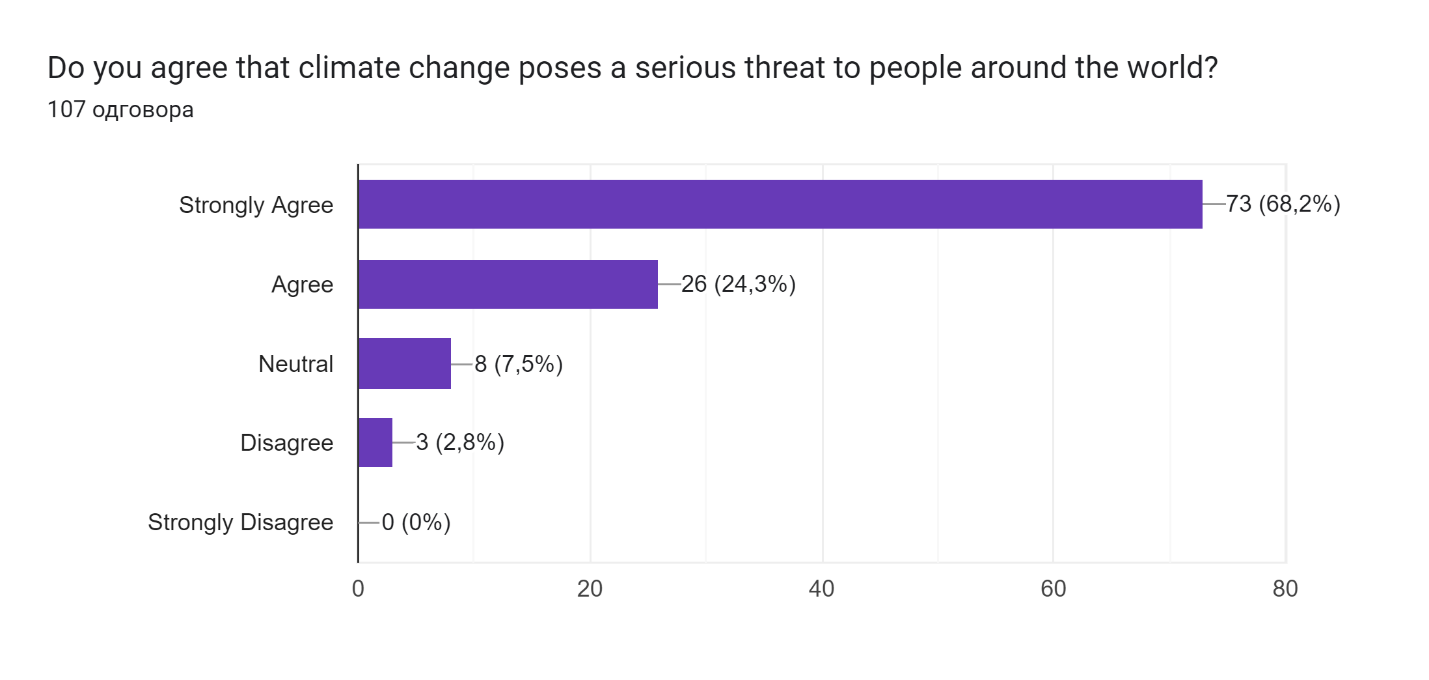 Do you agree that climate change poses a serious threat to people around the world?
107 одговора
Strongly Agree
73 (68,2%)
Agree
26 (24,3%)
Neutral
8 (7,5%)
Disagree
3 (2,8%)
Strongly Disagree
0 (0%)
0 20 40 60 80